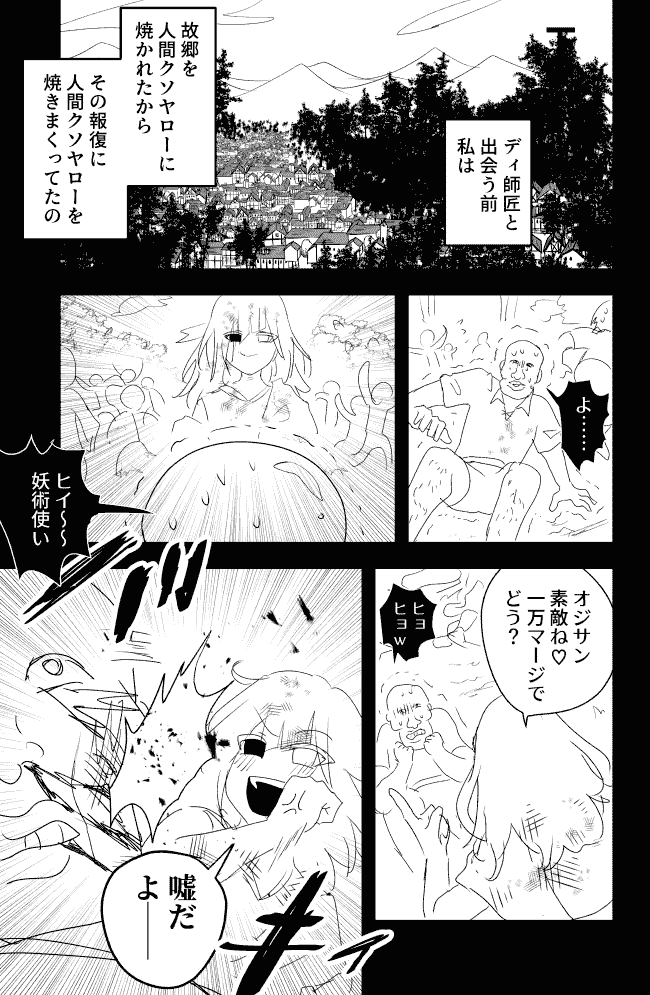 ディ師匠と
出会う前
私は
故郷を
人間クソヤローに
焼かれたから
その報復に
人間クソヤローを
焼きまくってたの
よ……
ヒイ〜〜
妖術使い
オジサン
素敵ね♡
一万マージで
どう？
ヒヨ
ヒヨw
嘘だ
よ——